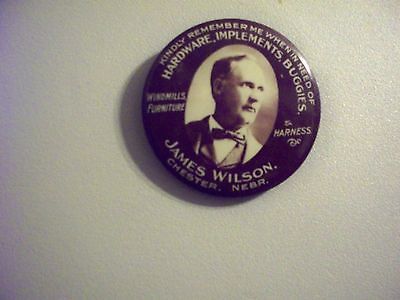 KINDLY REMEMBER ME WHEN IN NEED OF
HARDWARE, IMPLEMENTS, BUGGIES.
WINDMILLS,
FURNITURE
&
HARNESS.
JAMES WILSON.
CHESTER, NEBR.